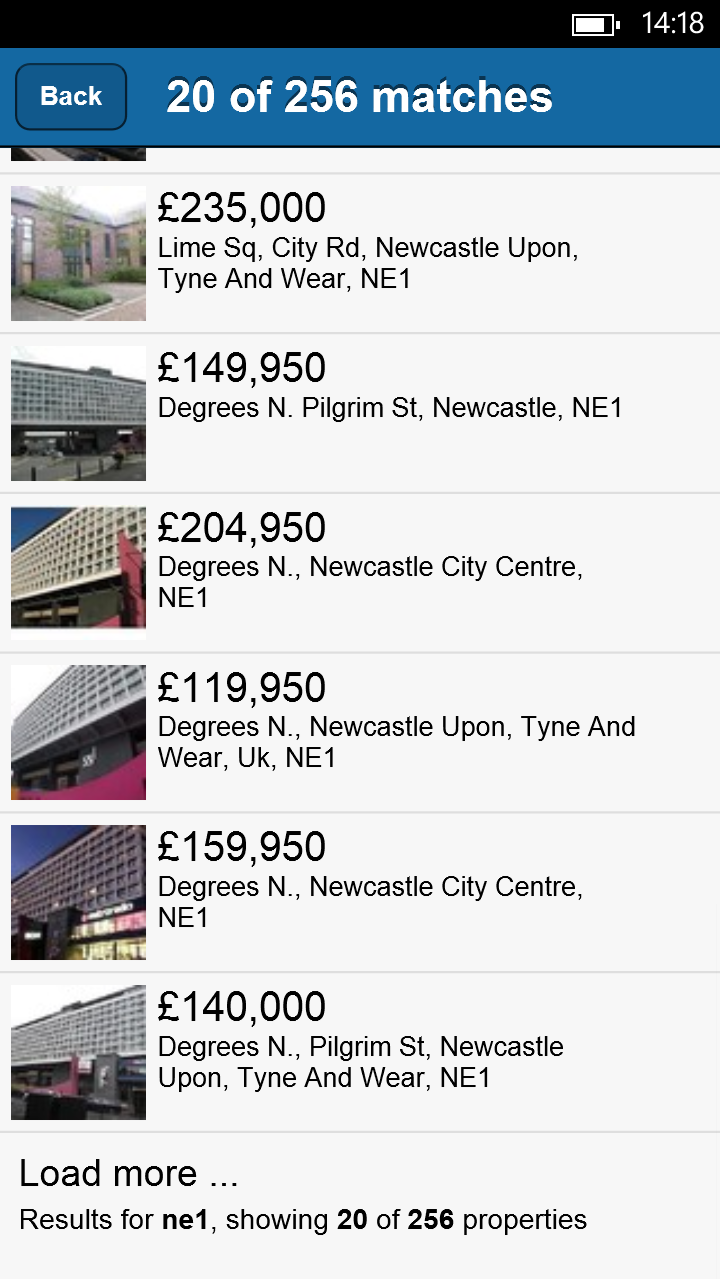 14:18
Back
20 of 256 matches
£235,000
Lime Sq, City Rd, Newcastle Upon,
Tyne And Wear, NE1
£149,950
Degrees N. Pilgrim St, Newcastle, NE1
£204,950
Degrees N., Newcastle City Centre,
NE1
£119,950
Degrees N., Newcastle Upon, Tyne And
Wear, Uk, NE1
£159,950
Degrees N., Newcastle City Centre,
NE1
£140,000
Degrees N., Pilgrim St, Newcastle
Upon, Tyne And Wear, NE1
Load more ...
Results for ne1, showing 20 of 256 properties